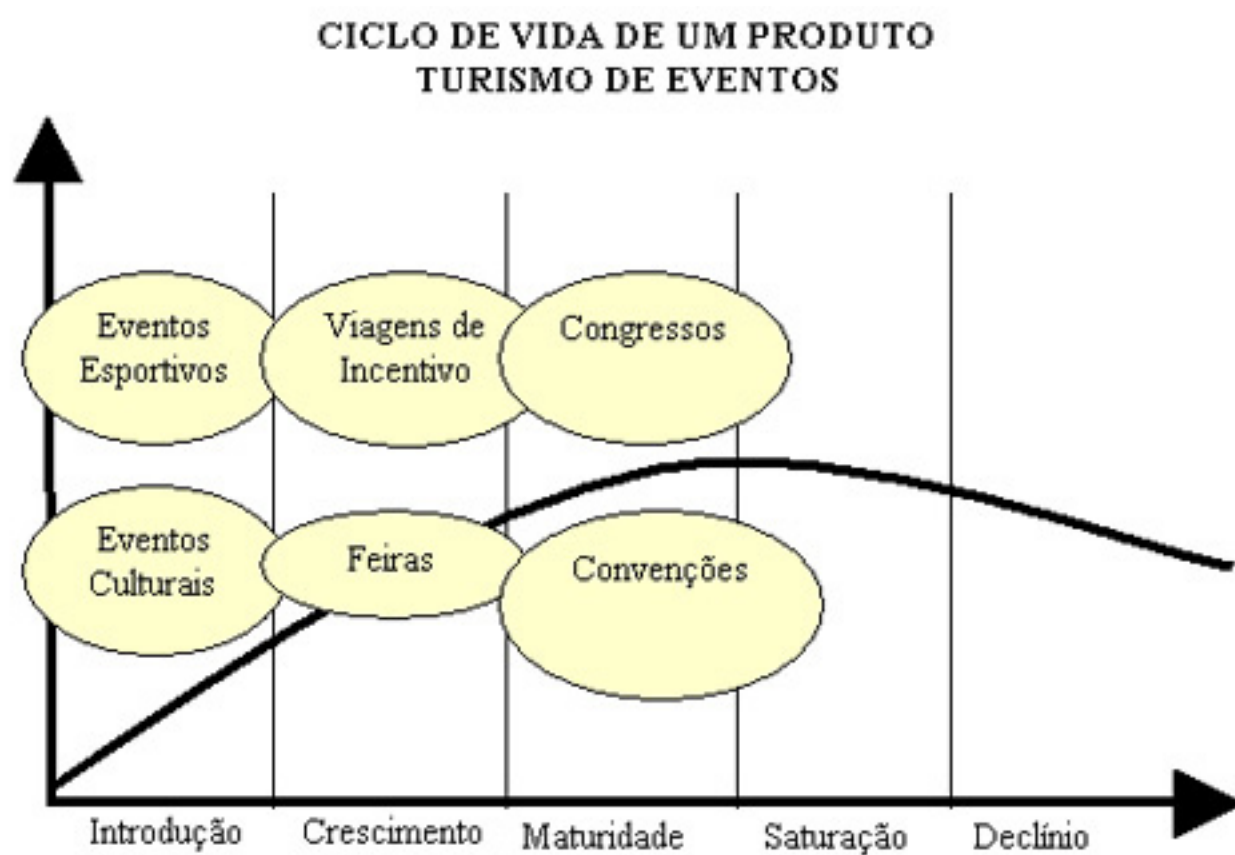 CICLO DE VIDA DE UM PRODUTO
TURISMO DE EVENTOS
Eventos
Esportivos
Viagens de
Incentivo
Congressos
Eventos
Culturais
Feiras
Convenções
Introdução
Crescimento
Maturidade
Saturação
Declínio